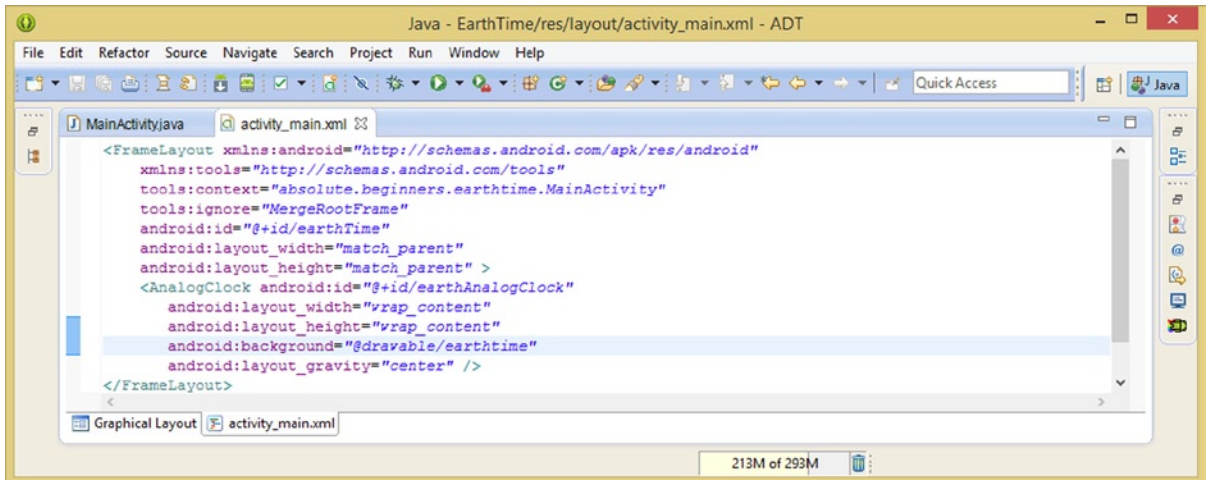 Java - EarthTime/res/layout/activity_main.xml - ADT
File Edit Refactor Source Navigate Search Project Run Window Help
Quick Access
Java
MainActivity.java activity_main.xml
<FrameLayout xmlns:android="http://schemas.android.com/apk/res/android"
xmlns:tools="http://schemas.android.com/tools"
tools:context="absolute.beginners.earthtime.MainActivity"
tools:ignore="MergeRootFrame"
android:id="@+id/earthTime"
android:layout_width="match_parent"
android:layout_height="match_parent" >
<AnalogClock android:id="@+id/earthAnalogClock"
android:layout_width="wrap_content"
android:layout_height="wrap_content"
android:background="@drawable/earthtime"
android:layout_gravity="center" />
</FrameLayout>
Graphical Layout activity_main.xml
213M of 293M